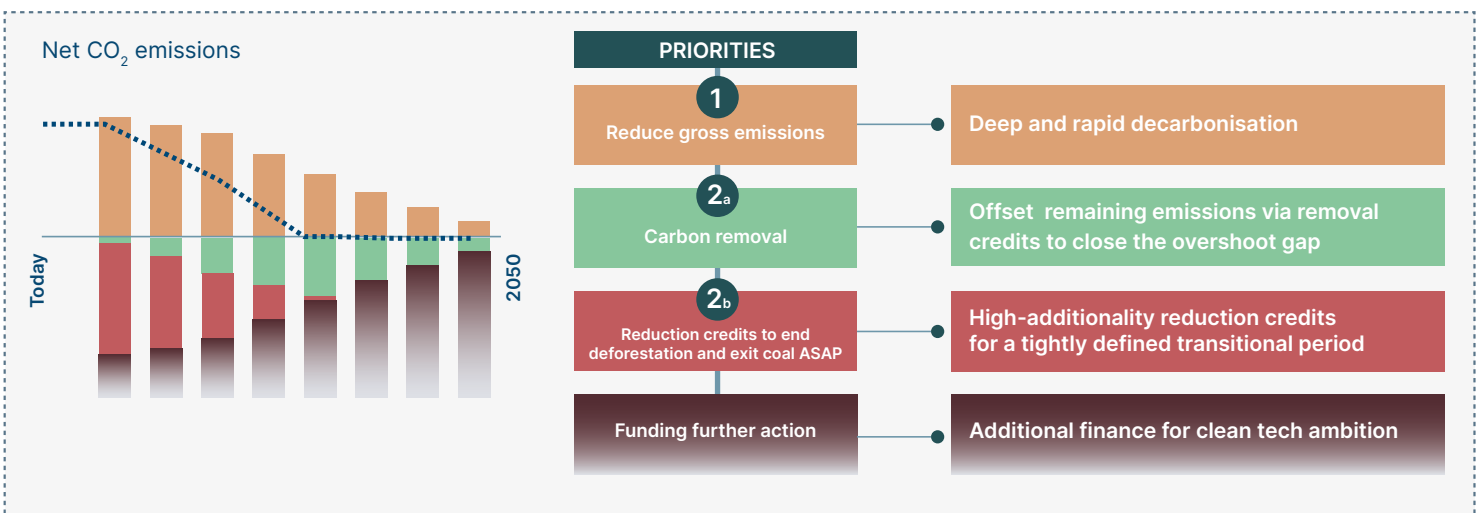 Net CO₂ emissions
Today
2050
PRIORITIES
1
Reduce gross emissions
Deep and rapid decarbonisation
2a
Carbon removal
Offset remaining emissions via removal
credits to close the overshoot gap
2b
Reduction credits to end
deforestation and exit coal ASAP
High-additionality reduction credits
for a tightly defined transitional period
Funding further action
Additional finance for clean tech ambition